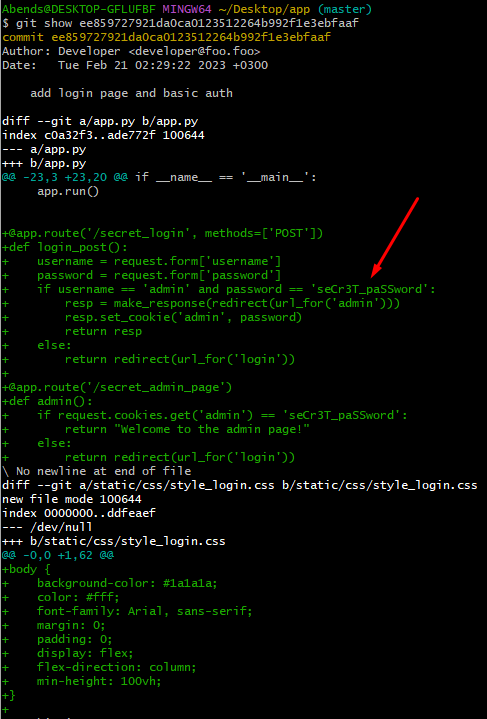 Abends@DESKTOP-GFLUFBF MINGW64 ~/Desktop/app (master)
$ git show ee859727921da0ca0123512264b992f1e3ebfaaf
commit ee859727921da0ca0123512264b992f1e3ebfaaf
Author: Developer <developer@foo.foo>
Date:   Tue Feb 21 02:29:22 2023 +0300

    add login page and basic auth

diff --git a/app.py b/app.py
index c0a32f3..ade772f 100644
--- a/app.py
+++ b/app.py
@@ -23,3 +23,20 @@ if __name__ == '__main__':
     app.run()


+@app.route('/secret_login', methods=['POST'])
+def login_post():
+    username = request.form['username']
+    password = request.form['password']
+    if username == 'admin' and password == 'seCr3T_paSSword':
+        resp = make_response(redirect(url_for('admin')))
+        resp.set_cookie('admin', password)
+        return resp
+    else:
+        return redirect(url_for('login'))
+
+@app.route('/secret_admin_page')
+def admin():
+    if request.cookies.get('admin') == 'seCr3T_paSSword':
+        return "Welcome to the admin page!"
+    else:
+        return redirect(url_for('login'))
\ No newline at end of file
diff --git a/static/css/style_login.css b/static/css/style_login.css
new file mode 100644
index 0000000..ddfeaef
--- /dev/null
+++ b/static/css/style_login.css
@@ -0,0 +1,62 @@
+body {
+    background-color: #1a1a1a;
+    color: #fff;
+    font-family: Arial, sans-serif;
+    margin: 0;
+    padding: 0;
+    display: flex;
+    flex-direction: column;
+    min-height: 100vh;
+}
+